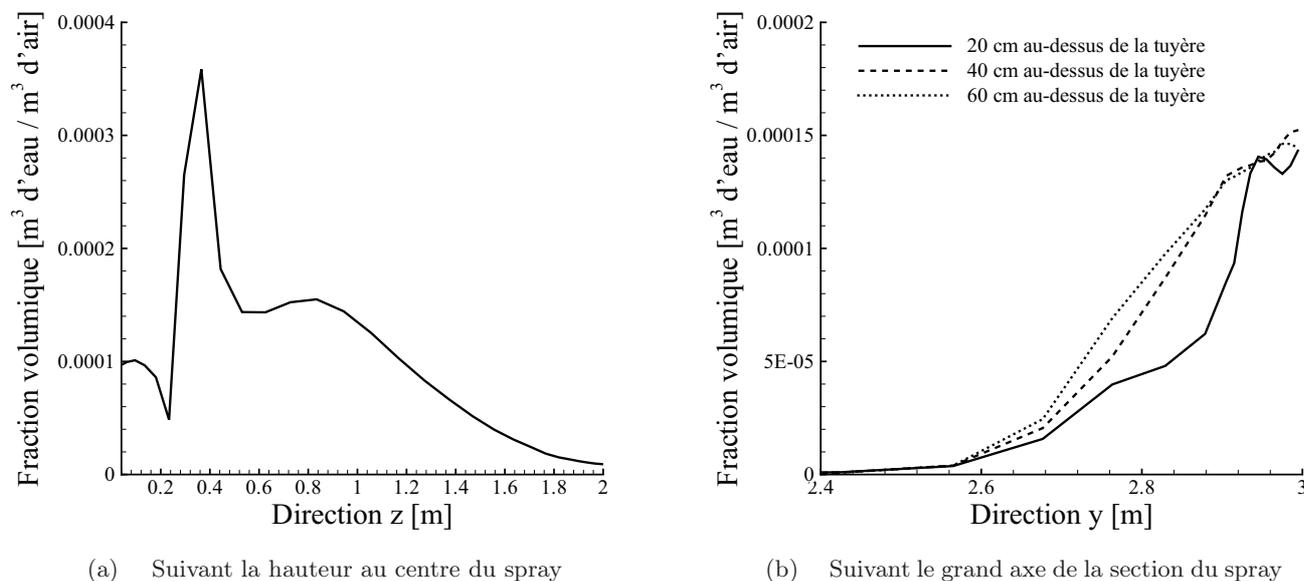 0.0004
0.0003
0.0002
0.0001
0
Fraction volumique [m³ d'eau / m³ d'air]
0.2 0.4 0.6 0.8 1 1.2 1.4 1.6 1.8 2
Direction z [m]
(a) Suivant la hauteur au centre du spray
0.0002
0.00015
0.0001
5E-05
0
Fraction volumique [m³ d'eau / m³ d'air]
20 cm au-dessus de la tuyère
40 cm au-dessus de la tuyère
60 cm au-dessus de la tuyère
2.4 2.6 2.8 3
Direction y [m]
(b) Suivant le grand axe de la section du spray